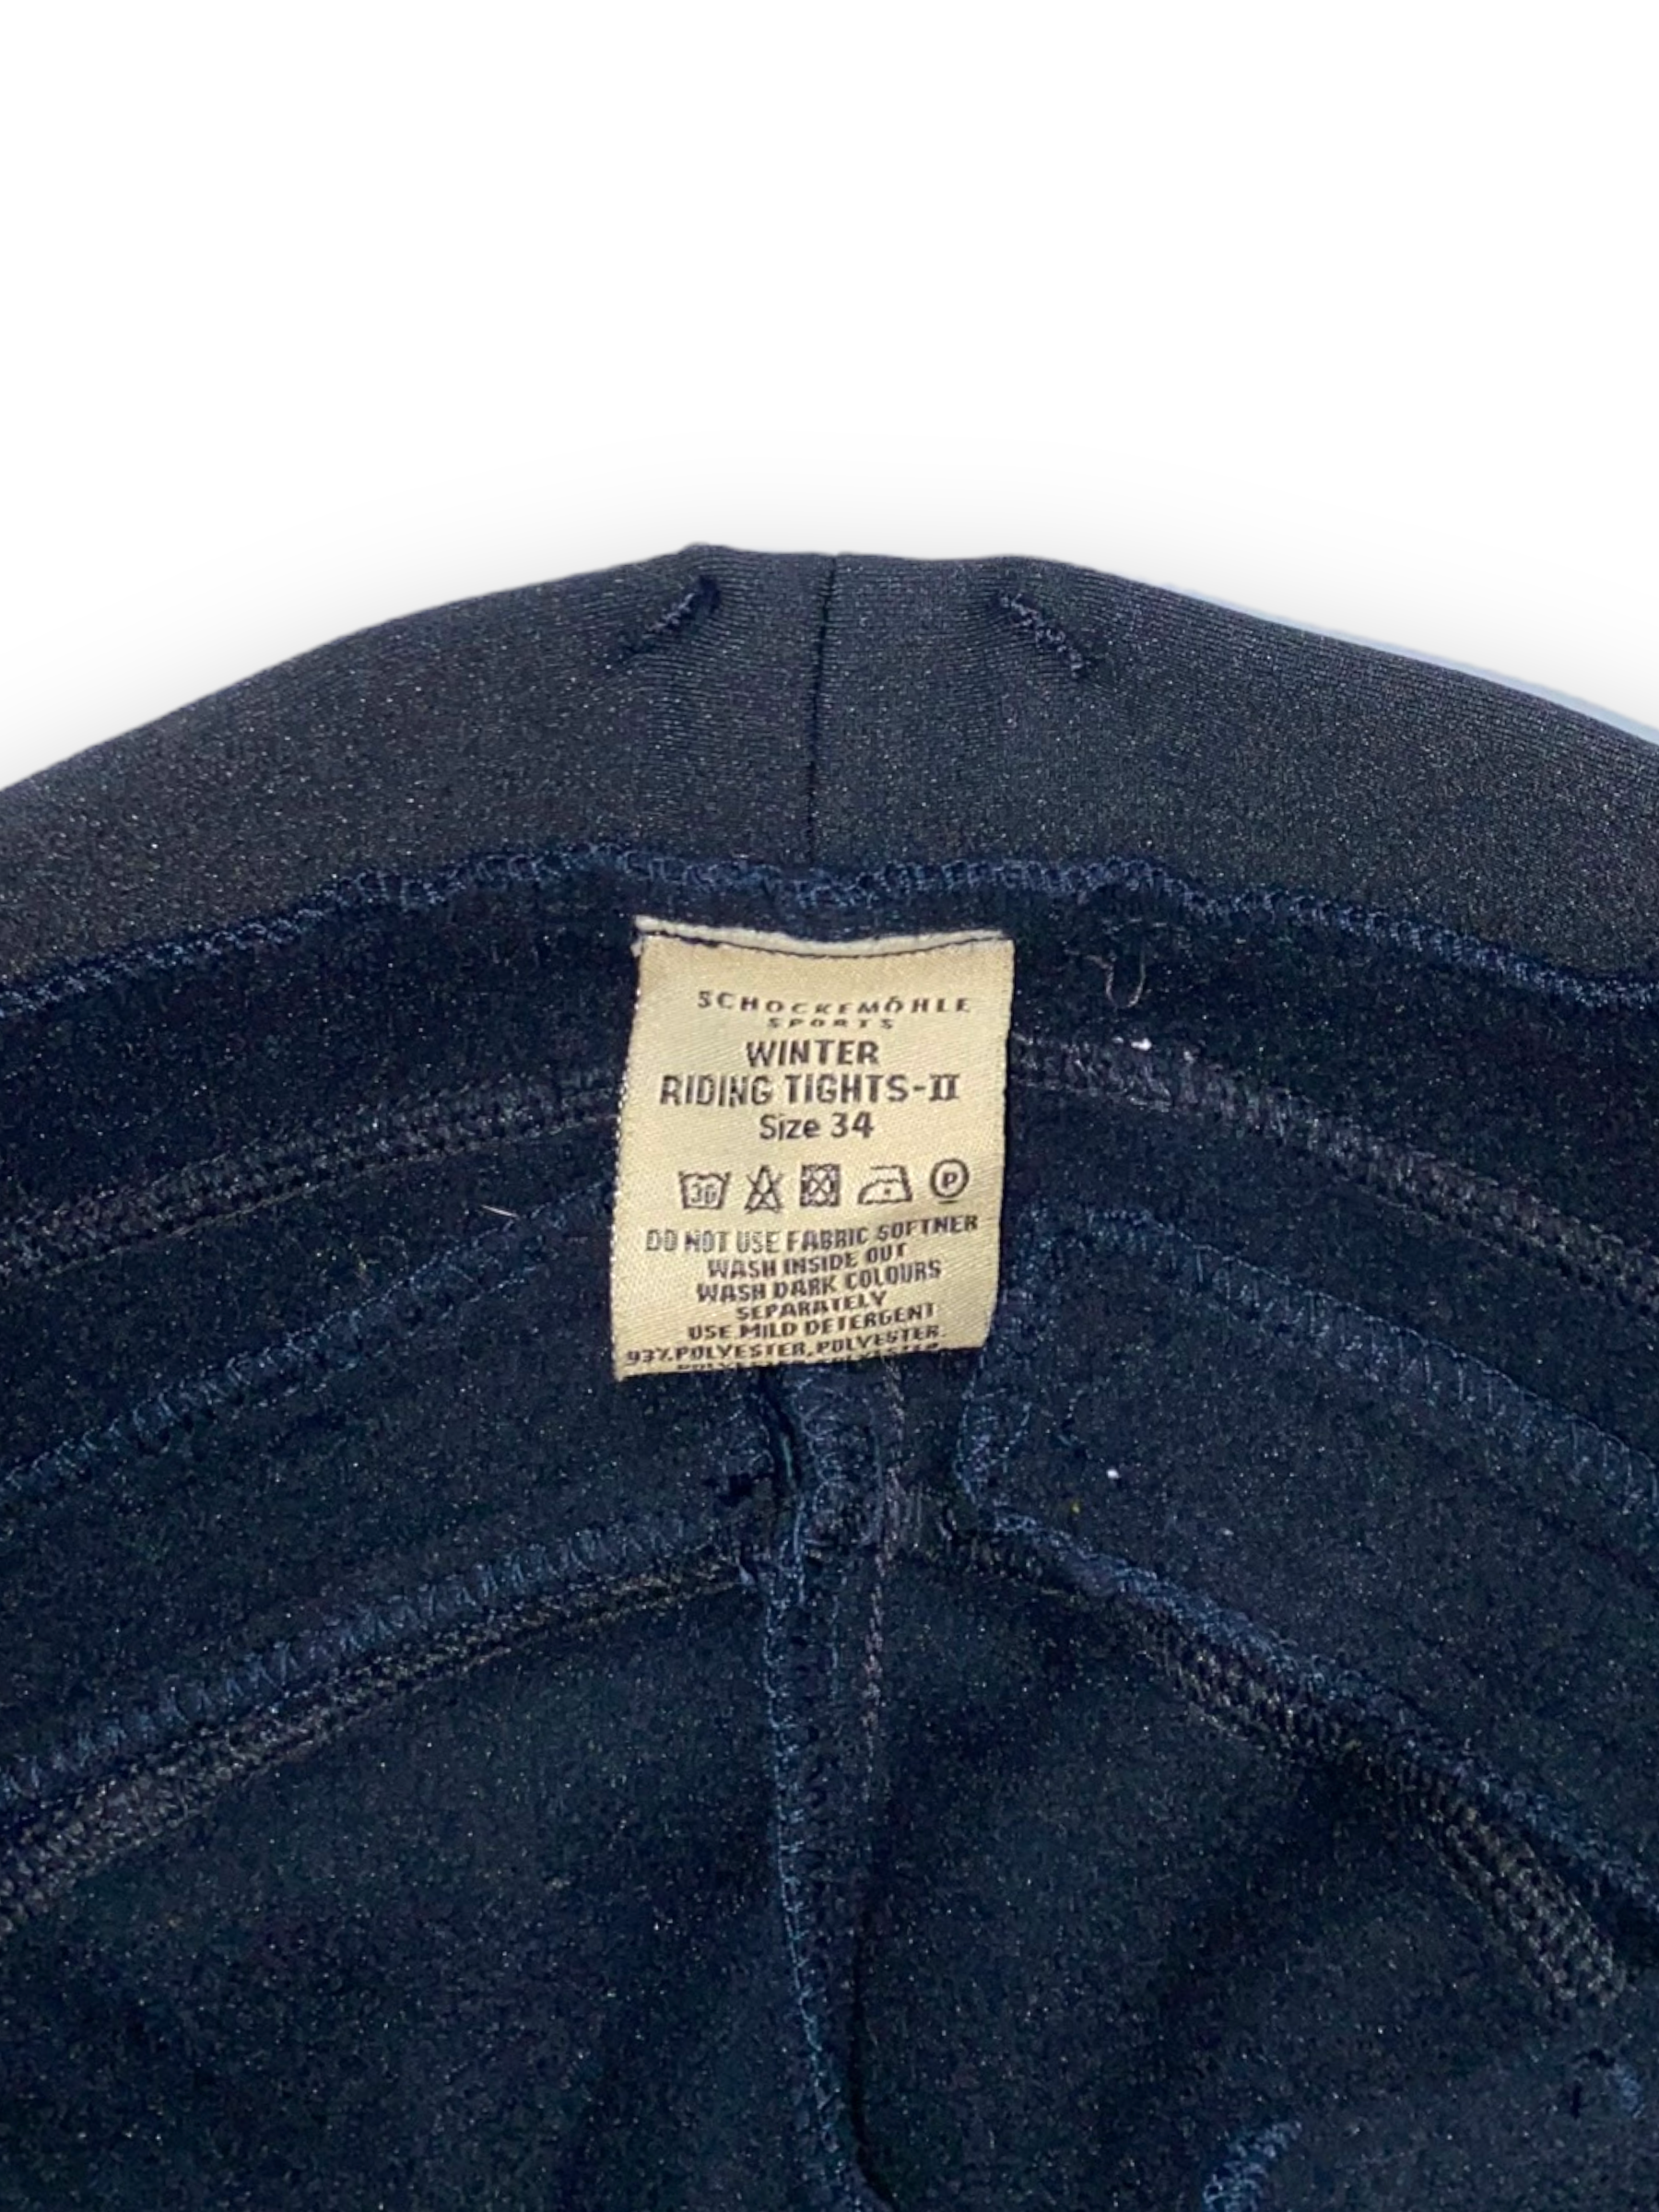 SCHOCKEMÖHLE
SPORTS
WINTER
RIDING TIGHTS-II
Size 34
30 P
DO NOT USE FABRIC SOFTNER
WASH INSIDE OUT
WASH DARK COLOURS
SEPARATELY
USE MILD DETERGENT
93%POLYESTER,POLYESTER,